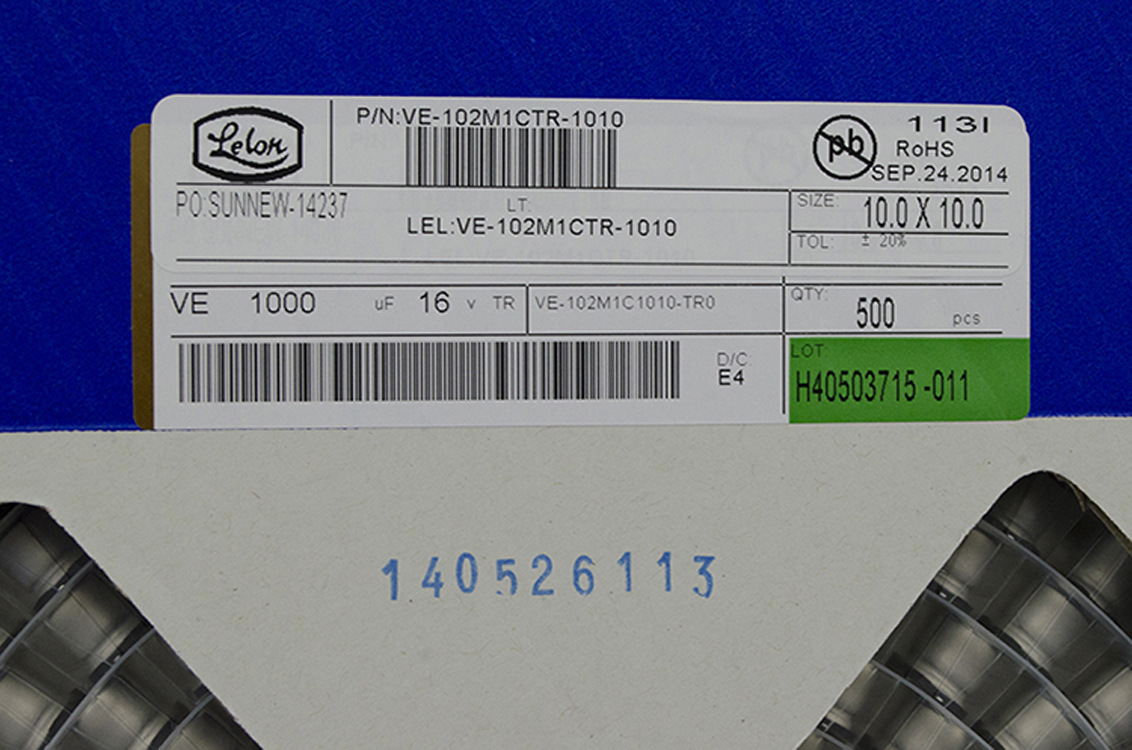 Lelon
P/N:VE-102M1CTR-1010
pb
113I
RoHS
SEP.24.2014
PO:SUNNEW-14237
LT:
LEL:VE-102M1CTR-1010
SIZE: 10.0 X 10.0
TOL: ± 20%
VE 1000 uF 16 v TR
VE-102M1C1010-TR0
QTY: 500 pcs
D/C:
E4
LOT:
H40503715 -011
140526113